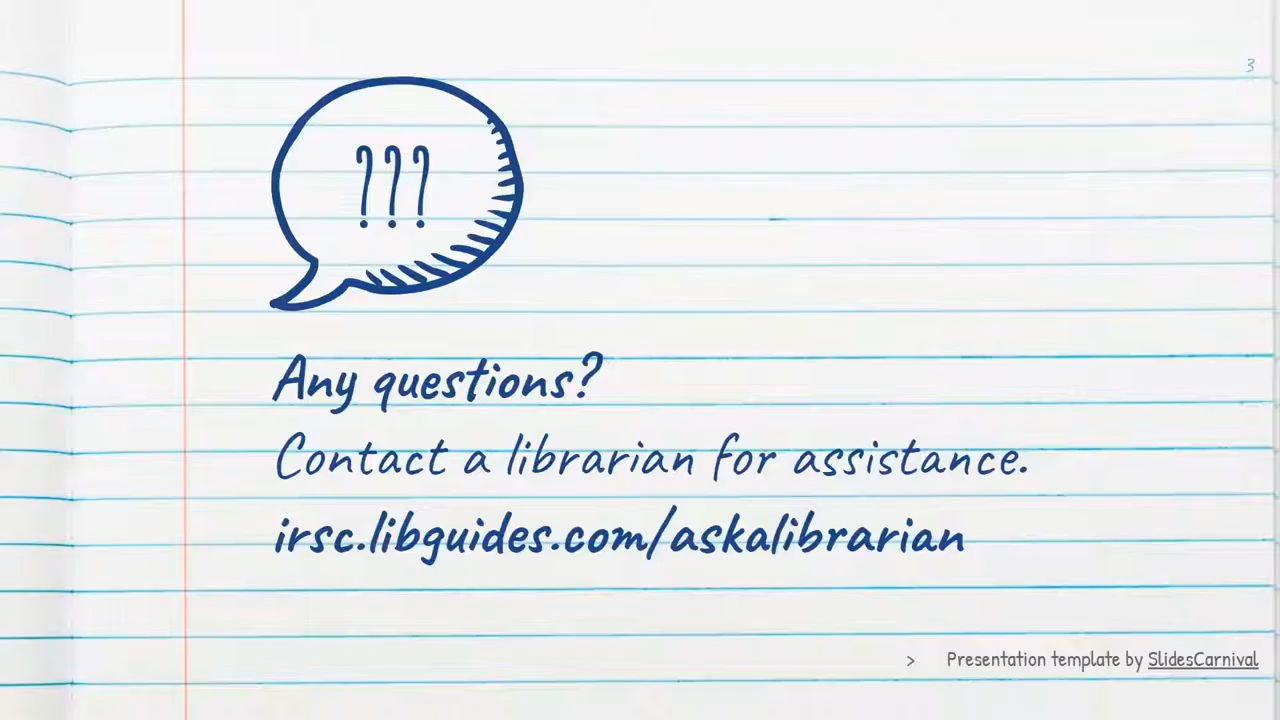 3
???
Any questions?
Contact a librarian for assistance.
irsc.libguides.com/askalibrarian
> Presentation template by SlidesCarnival